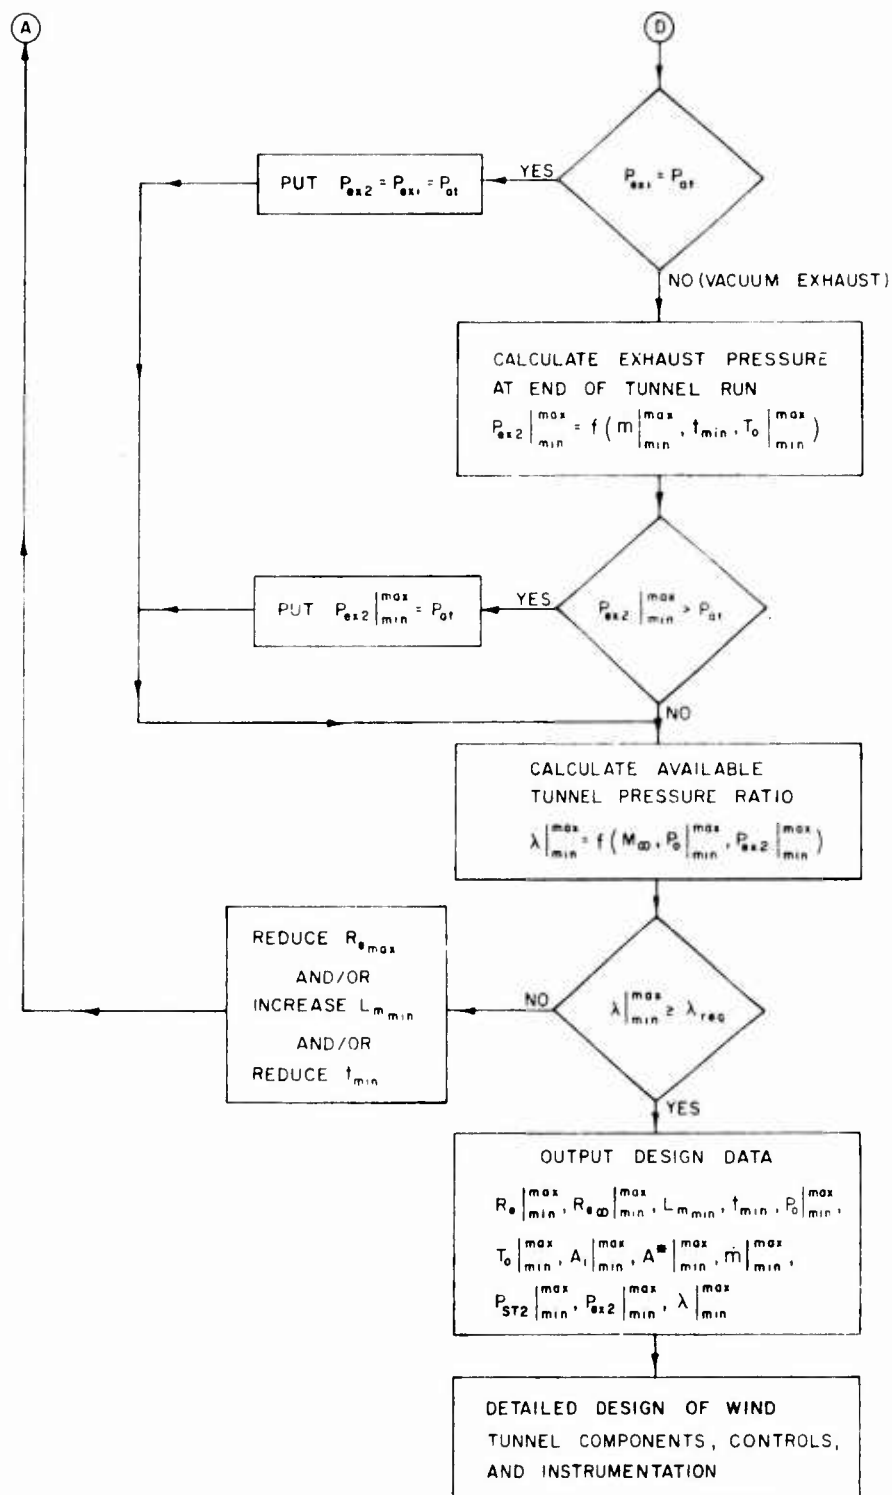 A
D
P_ex1 = P_at
YES
PUT P_ex2 = P_ex1 = P_at
NO (VACUUM EXHAUST)
CALCULATE EXHAUST PRESSURE
AT END OF TUNNEL RUN
P_ex2|max min = f(m|max min, t_min, T_o|max min)
P_ex2|max min > P_at
YES
PUT P_ex2|max min = P_at
NO
CALCULATE AVAILABLE
TUNNEL PRESSURE RATIO
λ|max min = f(M_∞, P_o|max min, P_ex2|max min)
λ|max min ≥ λ_req
NO
REDUCE R_e max
AND/OR
INCREASE L_m min
AND/OR
REDUCE t_min
YES
OUTPUT DESIGN DATA
R_e|max min, R_e∞|max min, L_m min, t_min, P_o|max min,
T_o|max min, A_1|max min, A*|max min, ṁ|max min,
P_ST2|max min, P_ex2|max min, λ|max min
DETAILED DESIGN OF WIND
TUNNEL COMPONENTS, CONTROLS,
AND INSTRUMENTATION